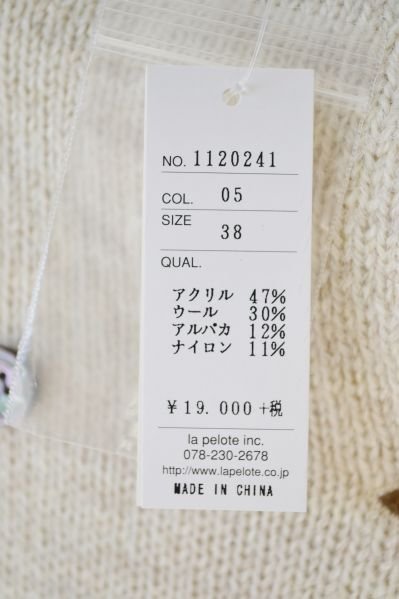 NO. 1120241
COL. 05
SIZE 38
QUAL.
アクリル 47%
ウール 30%
アルパカ 12%
ナイロン 11%
¥19.000+税
la pelote inc.
078-230-2678
http://www.lapelote.co.jp
MADE IN CHINA